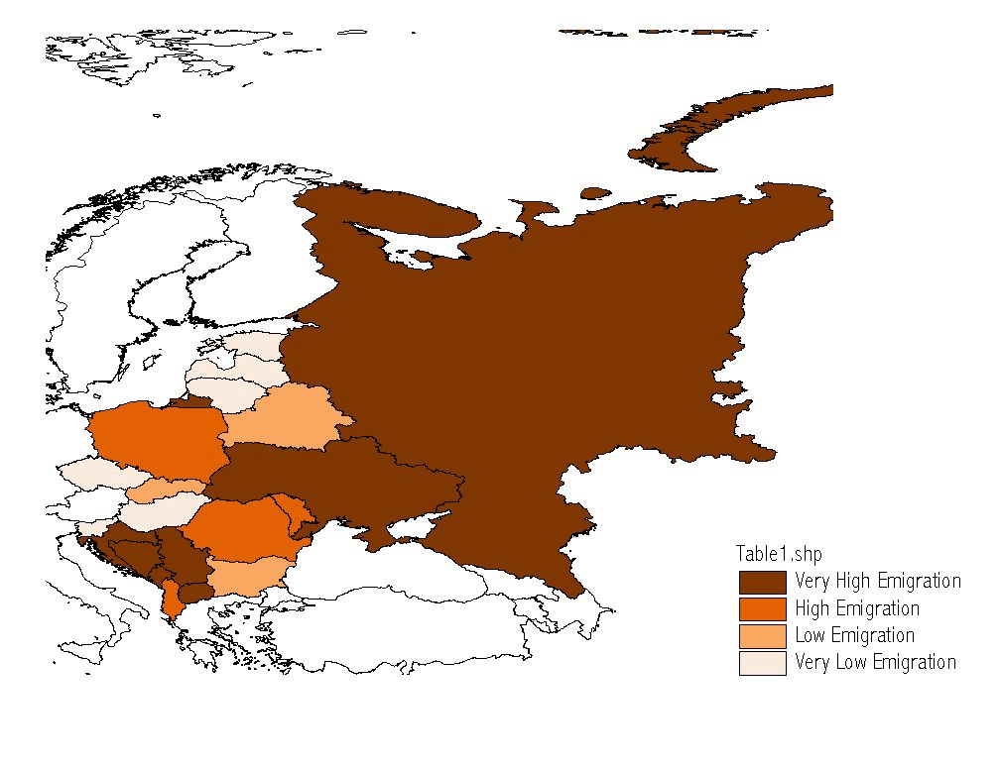 Table1.shp
Very High Emigration
High Emigration
Low Emigration
Very Low Emigration